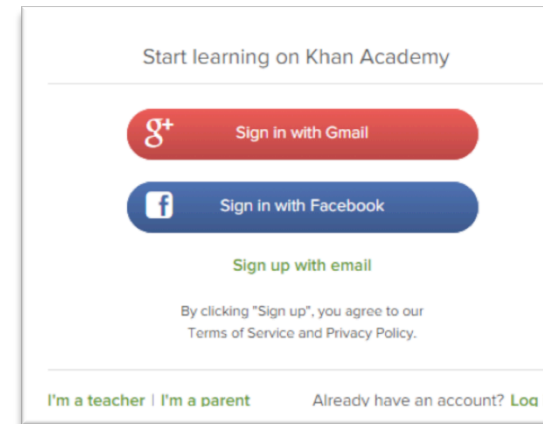 Start learning on Khan Academy
g+ Sign in with Gmail
f Sign in with Facebook
Sign up with email
By clicking "Sign up", you agree to our
Terms of Service and Privacy Policy.
I'm a teacher | I'm a parent Already have an account? Log